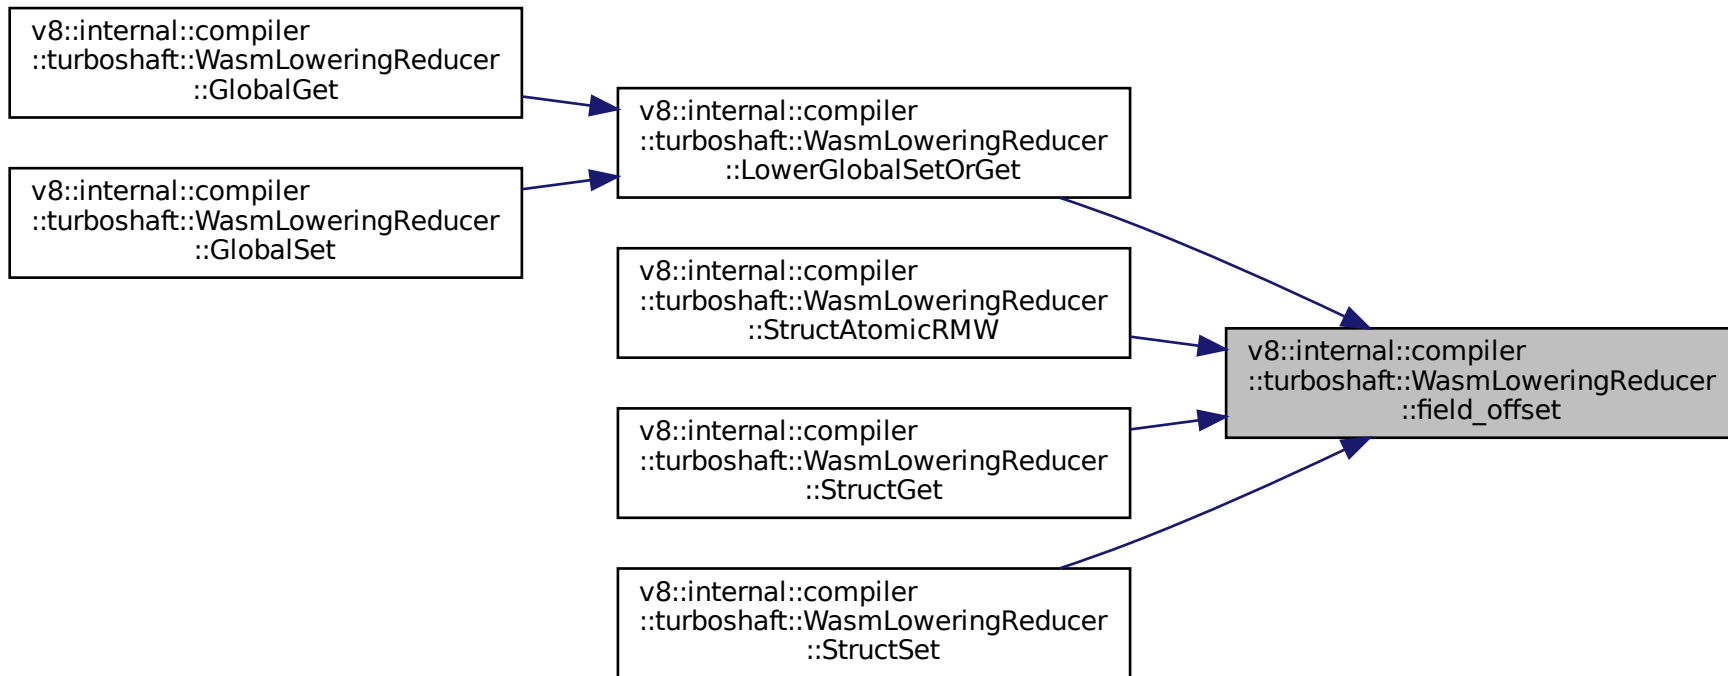 v8::internal::compiler
::turboshaft::WasmLoweringReducer
::GlobalGet
v8::internal::compiler
::turboshaft::WasmLoweringReducer
::GlobalSet
v8::internal::compiler
::turboshaft::WasmLoweringReducer
::LowerGlobalSetOrGet
v8::internal::compiler
::turboshaft::WasmLoweringReducer
::StructAtomicRMW
v8::internal::compiler
::turboshaft::WasmLoweringReducer
::StructGet
v8::internal::compiler
::turboshaft::WasmLoweringReducer
::StructSet
v8::internal::compiler
::turboshaft::WasmLoweringReducer
::field_offset